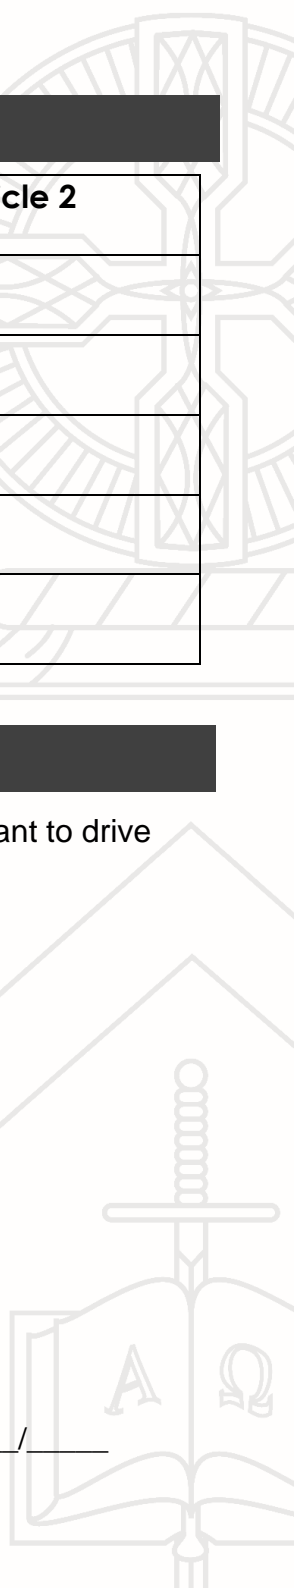 cle 2
ant to drive
_/_____
Α Ω